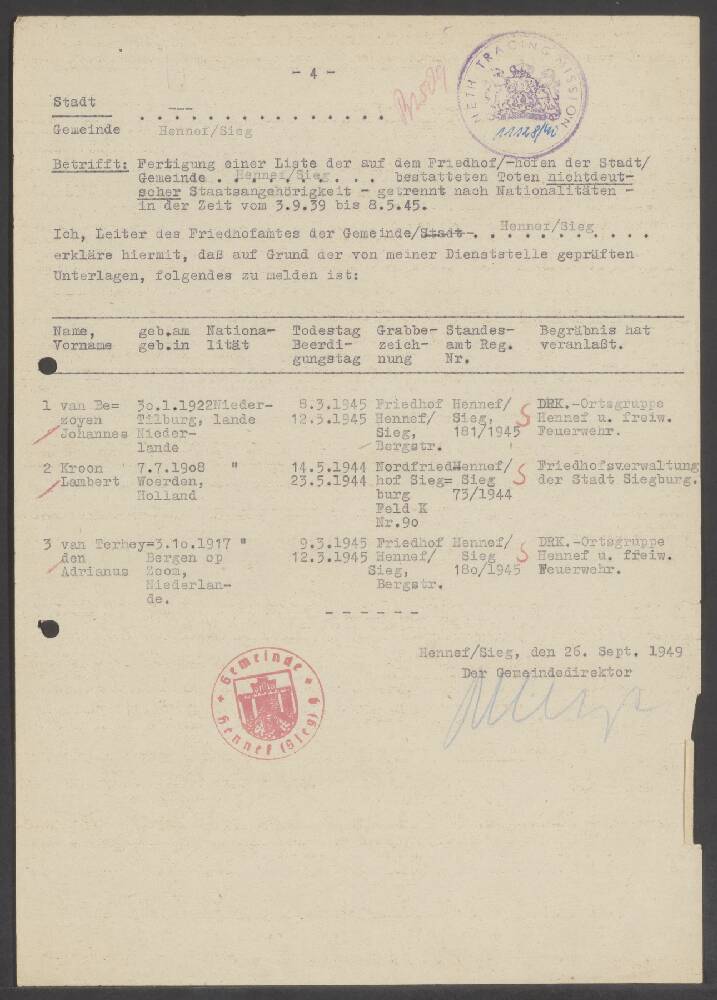 - 4 -
NETH TRACING MISSION
Stadt
Gemeinde Hennef/Sieg
Betrifft: Fertigung einer Liste der auf dem Friedhof/-höfen der Stadt/
Gemeinde . Hennef/Sieg . . . bestatteten Toten nichtdeut-
scher Staatsangehörigkeit - getrennt nach Nationalitäten -
in der Zeit vom 3.9.39 bis 8.5.45.
Ich, Leiter des Friedhofamtes der Gemeinde/Stadt Hennef/Sieg
erkläre hiermit, daß auf Grund der von meiner Dienststelle geprüften
Unterlagen, folgendes zu melden ist:
Name, geb.am Nationa- Todestag Grabbe- Standes- Begräbnis hat
Vorname geb.in lität Beerdi- zeich- amt Reg. veranlaßt.
gungstag nung Nr.
1 van Be= 3o.1.1922 Nieder- 8.3.1945 Friedhof Hennef/ DRK.-Ortsgruppe
zoyen Tilburg, lande 12.3.1945 Hennef/ Sieg, Hennef u. freiw.
Johannes Nieder- Sieg, 181/1945 Feuerwehr.
lande Bergstr.
2 Kroon 7.7.19o8 " 14.5.1944 Nordfried= Hennef/ Friedhofsverwaltung
Lambert Woerden, 23.5.1944 hof Sieg= Sieg der Stadt Siegburg.
Holland burg 73/1944
Feld K
Nr.9o
3 van Terhey= 3.1o.1917 " 9.3.1945 Friedhof Hennef/ DRK.-Ortsgruppe
den Bergen op 12.3.1945 Hennef/ Sieg Hennef u. freiw.
Adrianus Zoom, Sieg, 18o/1945 Feuerwehr.
Niederlan- Bergstr.
de.
- - - - - -
Hennef/Sieg, den 26. Sept. 1949
Der Gemeindedirektor
Gemeinde
Hennef (Sieg)